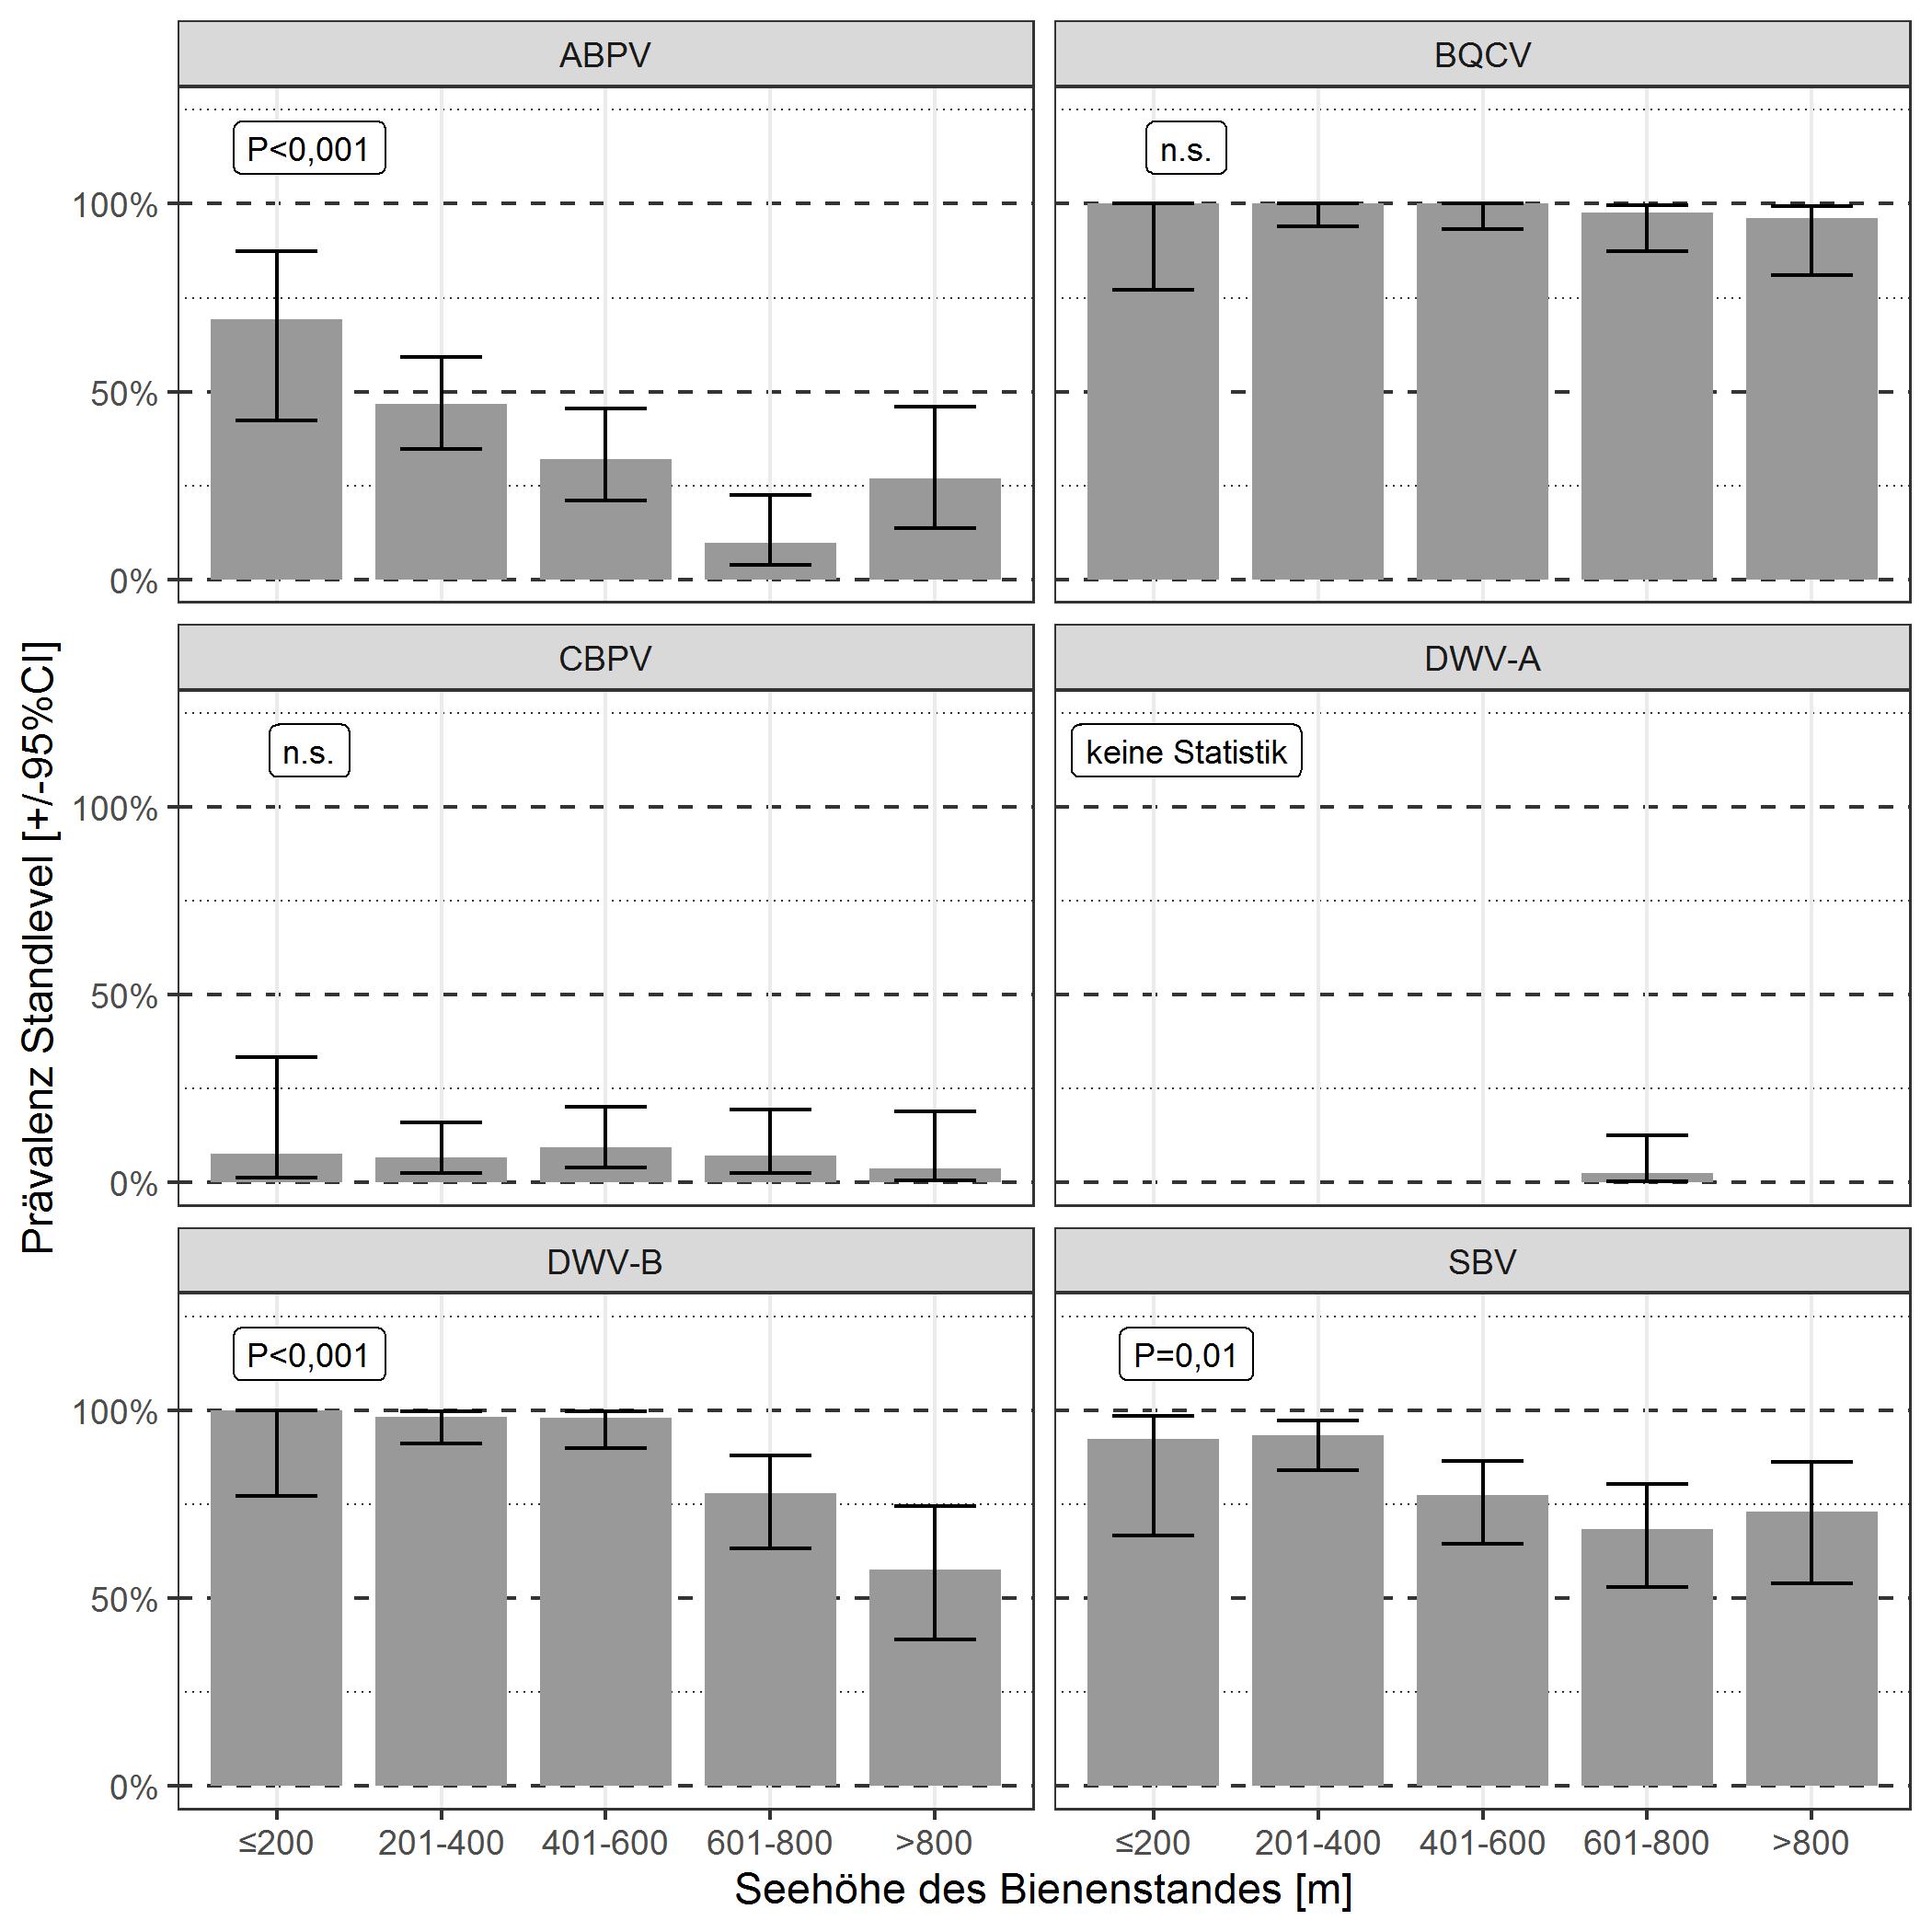 ABPV
BQCV
P<0,001
n.s.
100%
50%
0%
CBPV
DWV-A
n.s.
keine Statistik
100%
50%
0%
Prävalenz Standlevel [+/-95%CI]
DWV-B
SBV
P<0,001
P=0,01
100%
50%
0%
≤200 201-400 401-600 601-800 >800
≤200 201-400 401-600 601-800 >800
Seehöhe des Bienenstandes [m]